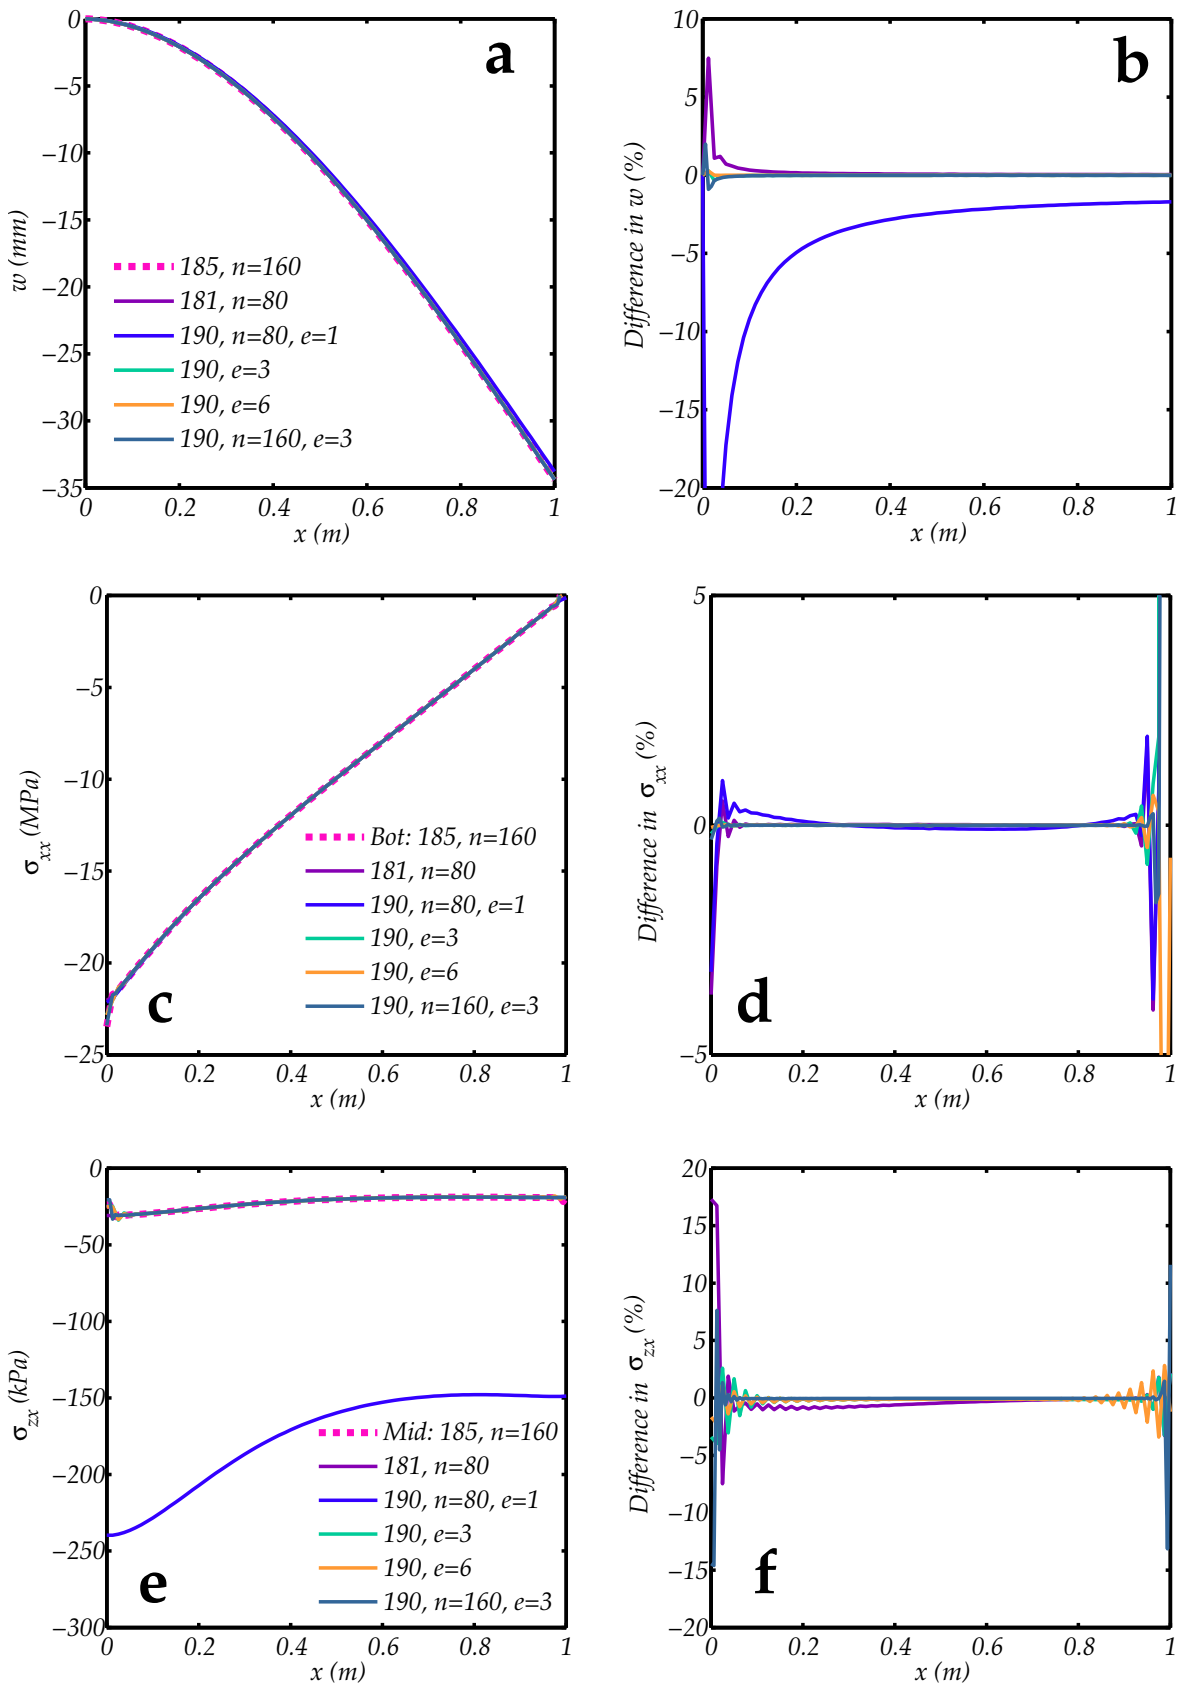 a
w (mm)
0
−5
−10
−15
−20
−25
−30
−35
185, n=160
181, n=80
190, n=80, e=1
190, e=3
190, e=6
190, n=160, e=3
0 0.2 0.4 0.6 0.8 1
x (m)
b
Difference in w (%)
10
5
0
−5
−10
−15
−20
0 0.2 0.4 0.6 0.8 1
x (m)
σxx (MPa)
0
−5
−10
−15
−20
−25
Bot: 185, n=160
181, n=80
190, n=80, e=1
190, e=3
190, e=6
190, n=160, e=3
c
0 0.2 0.4 0.6 0.8 1
x (m)
Difference in σxx (%)
5
0
−5
d
0 0.2 0.4 0.6 0.8 1
x (m)
σzx (kPa)
0
−50
−100
−150
−200
−250
−300
Mid: 185, n=160
181, n=80
190, n=80, e=1
190, e=3
190, e=6
190, n=160, e=3
e
0 0.2 0.4 0.6 0.8 1
x (m)
Difference in σzx (%)
20
15
10
5
0
−5
−10
−15
−20
f
0 0.2 0.4 0.6 0.8 1
x (m)